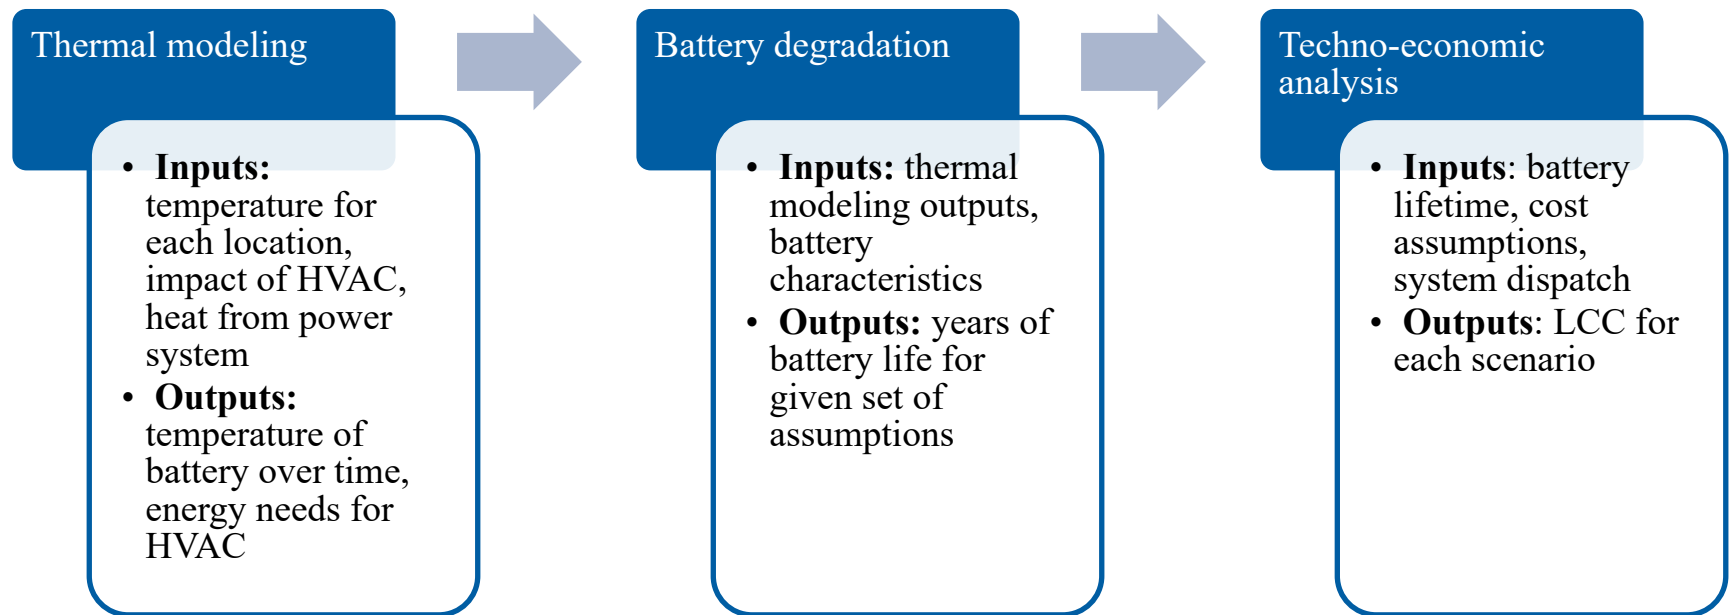 Thermal modeling
• Inputs:
temperature for
each location,
impact of HVAC,
heat from power
system
• Outputs:
temperature of
battery over time,
energy needs for
HVAC
Battery degradation
• Inputs: thermal
modeling outputs,
battery
characteristics
• Outputs: years of
battery life for
given set of
assumptions
Techno-economic
analysis
• Inputs: battery
lifetime, cost
assumptions,
system dispatch
• Outputs: LCC for
each scenario